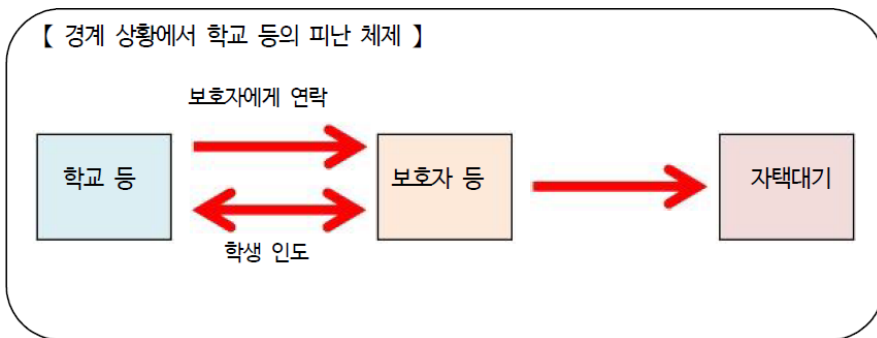 【 경계 상황에서 학교 등의 피난 체제 】
보호자에게 연락
학교 등
보호자 등
자택대기
학생 인도